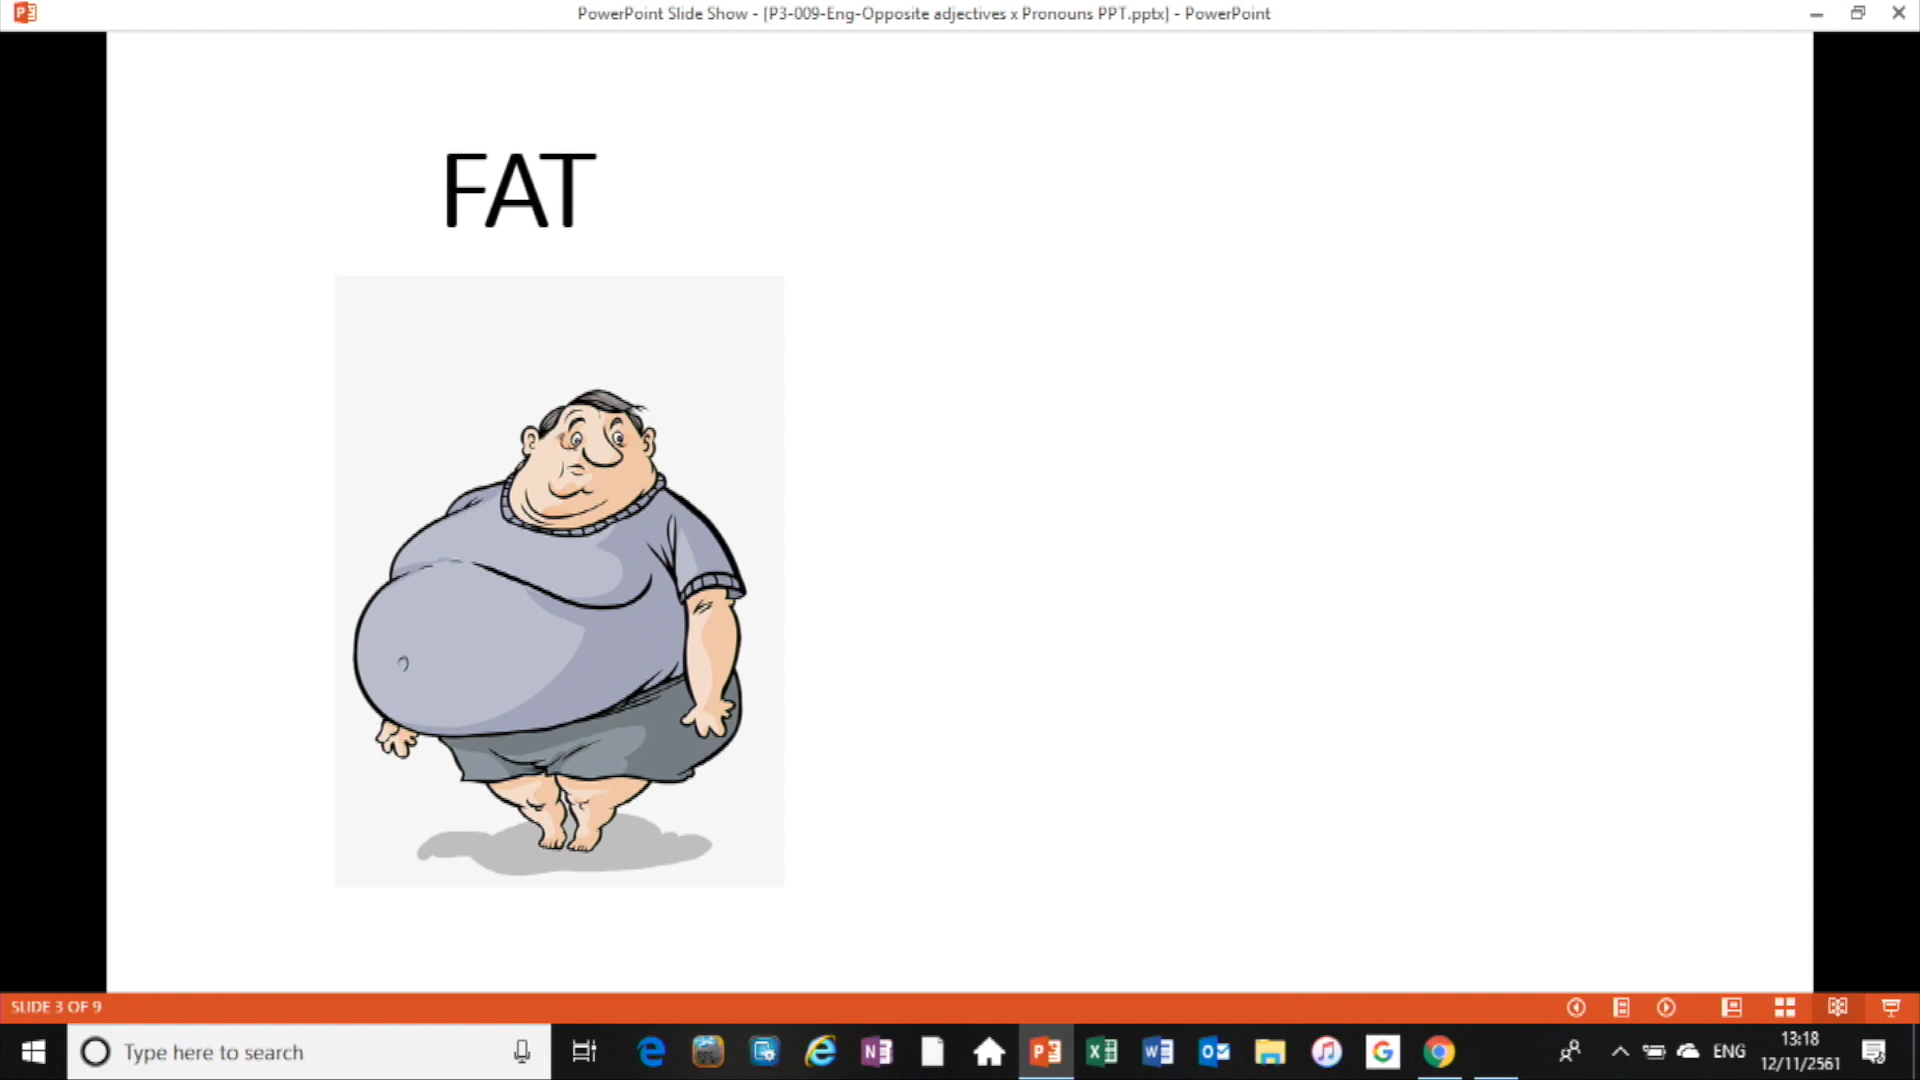 PowerPoint Slide Show - [P3-009-Eng-Opposite adjectives x Pronouns PPT.pptx] - PowerPoint
FAT
SLIDE 3 OF 9
Type here to search
ENG
13:18
12/11/2561